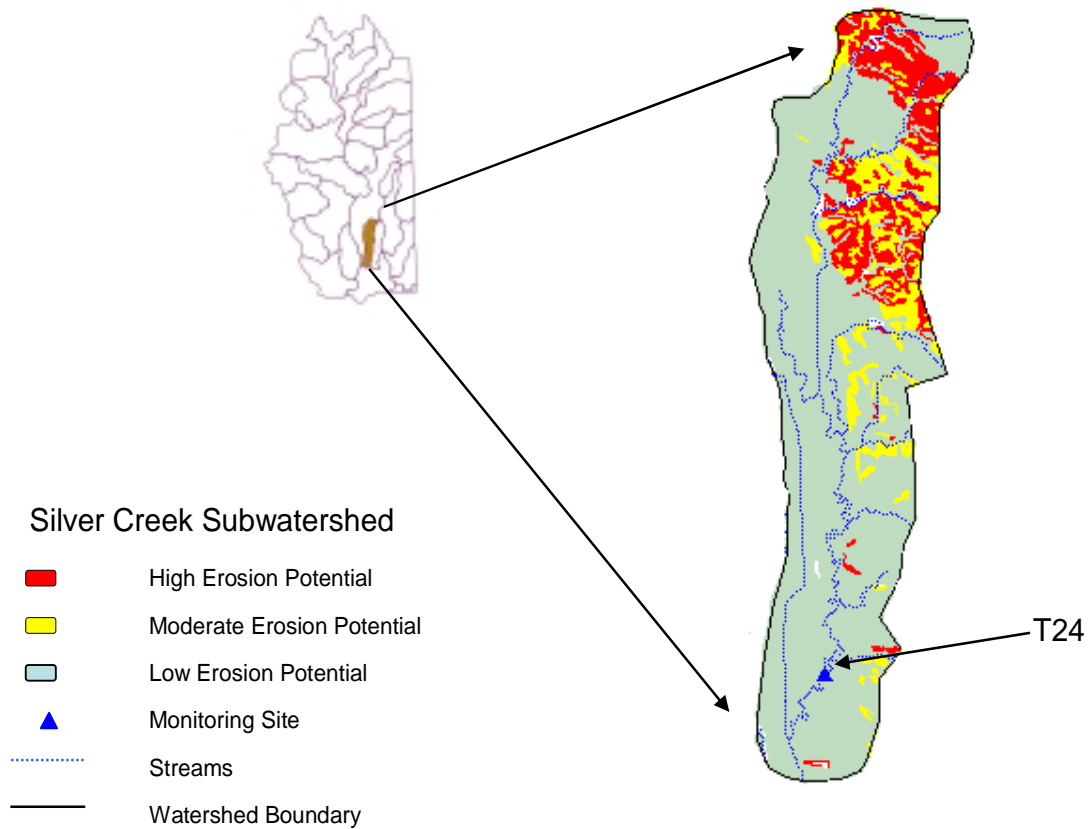 Silver Creek Subwatershed
High Erosion Potential
Moderate Erosion Potential
Low Erosion Potential
Monitoring Site
Streams
Watershed Boundary
T24